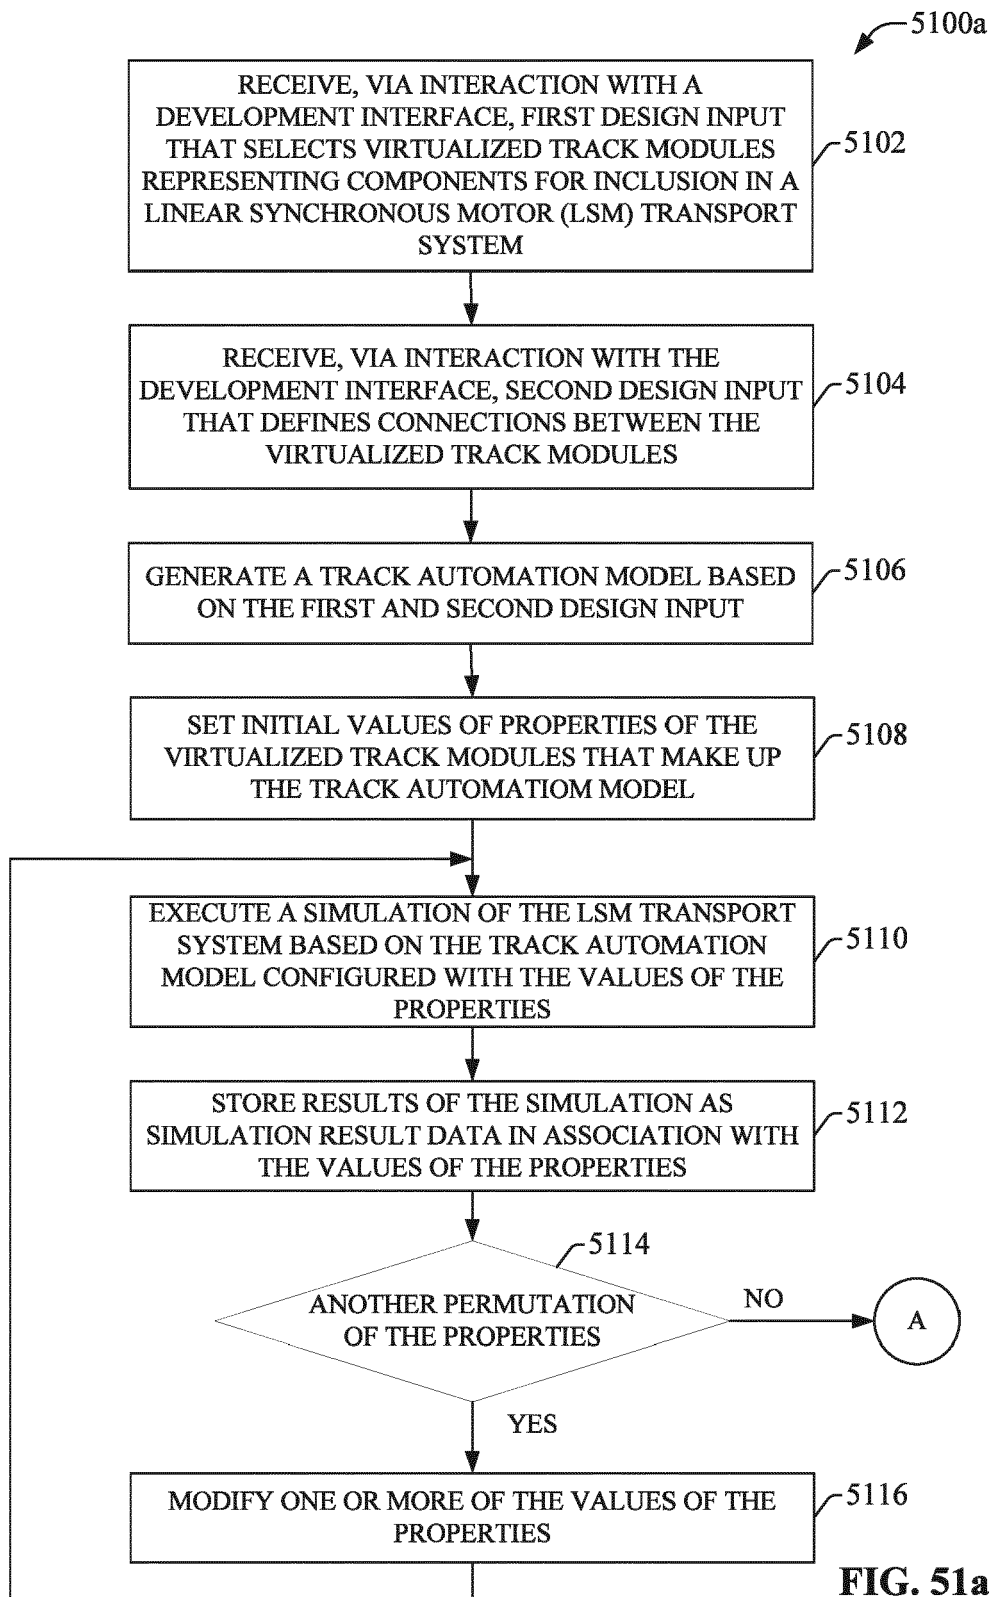 5100a
RECEIVE, VIA INTERACTION WITH A
DEVELOPMENT INTERFACE, FIRST DESIGN INPUT
THAT SELECTS VIRTUALIZED TRACK MODULES
REPRESENTING COMPONENTS FOR INCLUSION IN A
LINEAR SYNCHRONOUS MOTOR (LSM) TRANSPORT
SYSTEM
5102
RECEIVE, VIA INTERACTION WITH THE
DEVELOPMENT INTERFACE, SECOND DESIGN INPUT
THAT DEFINES CONNECTIONS BETWEEN THE
VIRTUALIZED TRACK MODULES
5104
GENERATE A TRACK AUTOMATION MODEL BASED
ON THE FIRST AND SECOND DESIGN INPUT
5106
SET INITIAL VALUES OF PROPERTIES OF THE
VIRTUALIZED TRACK MODULES THAT MAKE UP
THE TRACK AUTOMATIOM MODEL
5108
EXECUTE A SIMULATION OF THE LSM TRANSPORT
SYSTEM BASED ON THE TRACK AUTOMATION
MODEL CONFIGURED WITH THE VALUES OF THE
PROPERTIES
5110
STORE RESULTS OF THE SIMULATION AS
SIMULATION RESULT DATA IN ASSOCIATION WITH
THE VALUES OF THE PROPERTIES
5112
5114
ANOTHER PERMUTATION
OF THE PROPERTIES
NO
A
YES
MODIFY ONE OR MORE OF THE VALUES OF THE
PROPERTIES
5116
FIG. 51a